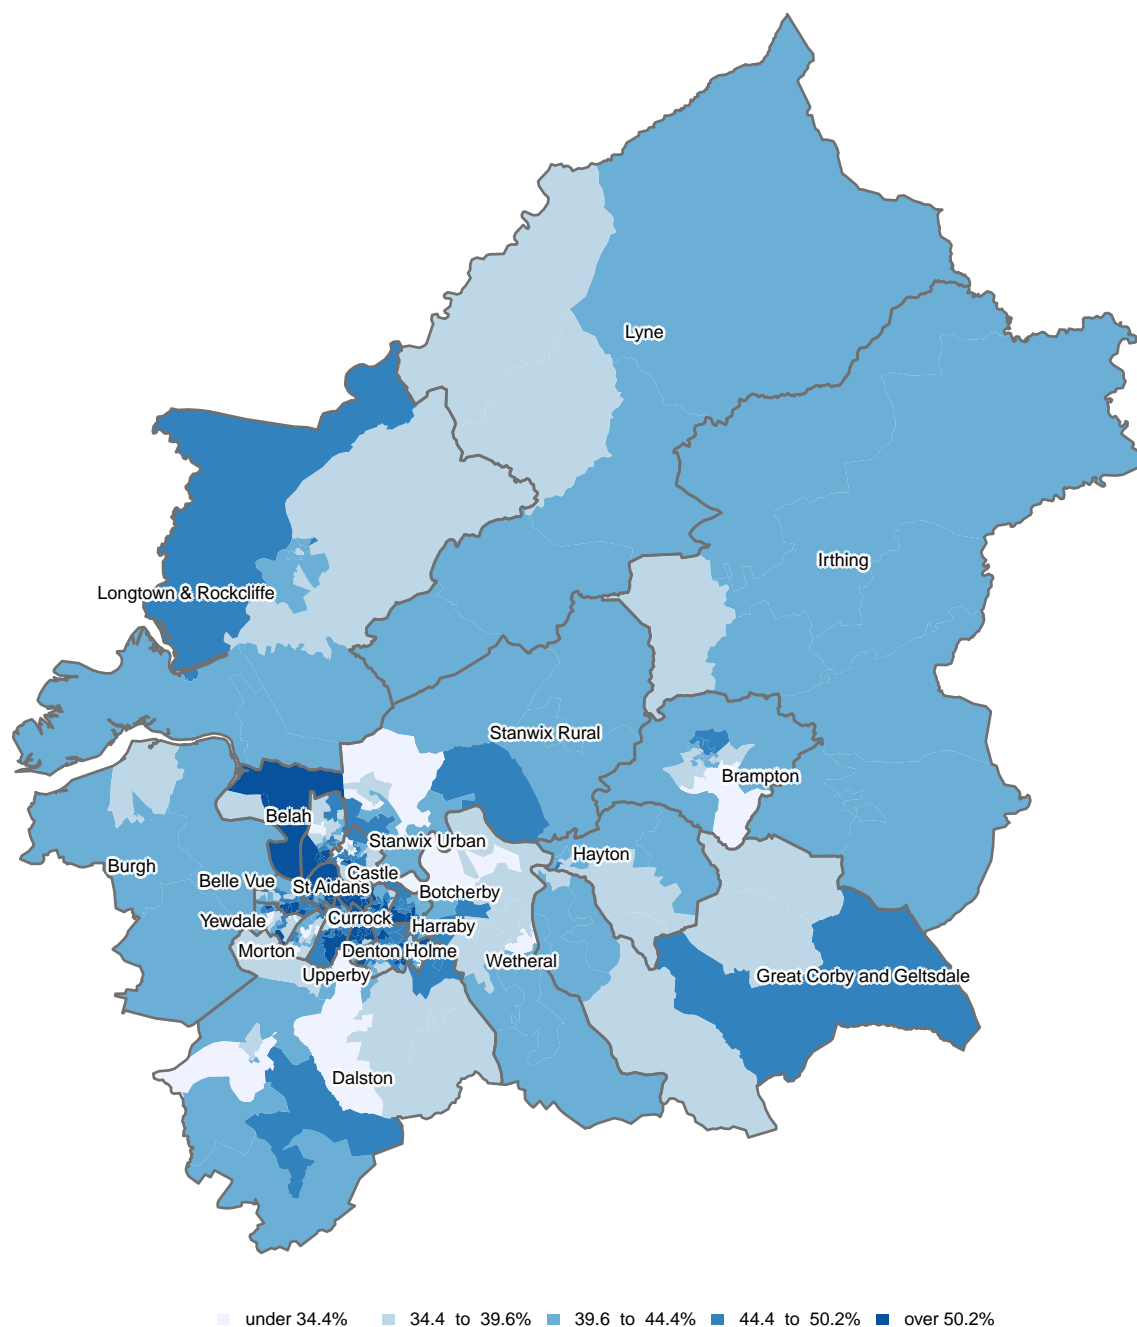 Lyne
Irthing
Longtown & Rockcliffe
Stanwix Rural
Brampton
Belah
Stanwix Urban
Hayton
Burgh
Castle
Belle Vue
St Aidans
Botcherby
Yewdale
Currock
Harraby
Morton
Denton Holme
Wetheral
Upperby
Great Corby and Geltsdale
Dalston
under 34.4% 34.4 to 39.6% 39.6 to 44.4% 44.4 to 50.2% over 50.2%